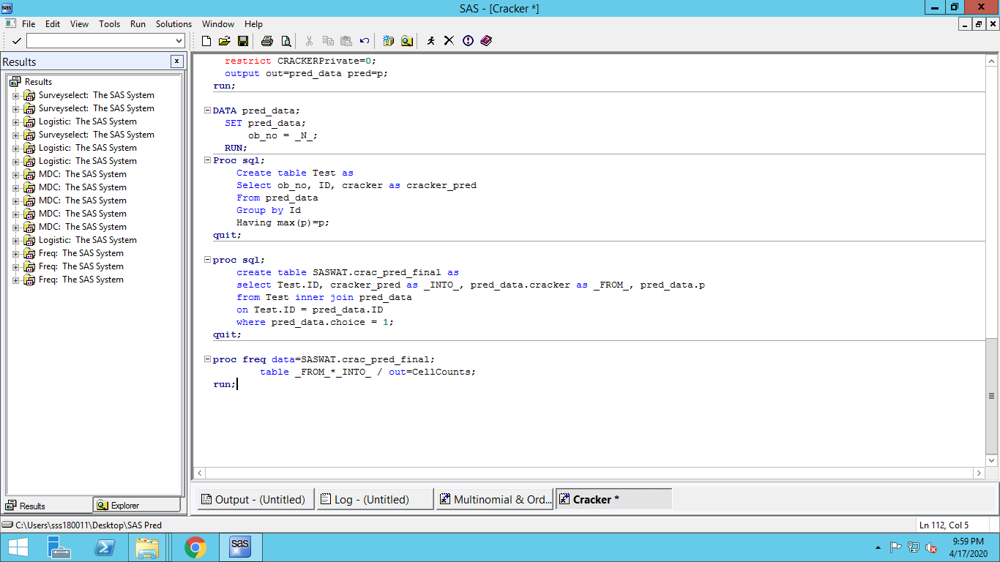 SAS - [Cracker *]
File Edit View Tools Run Solutions Window Help
Results
Results
Surveyselect: The SAS System
Surveyselect: The SAS System
Logistic: The SAS System
Surveyselect: The SAS System
Logistic: The SAS System
Logistic: The SAS System
MDC: The SAS System
MDC: The SAS System
MDC: The SAS System
MDC: The SAS System
MDC: The SAS System
Logistic: The SAS System
Freq: The SAS System
Freq: The SAS System
Freq: The SAS System
Results
Explorer
restrict CRACKERPrivate=0;
output out=pred_data pred=p;
run;
DATA pred_data;
SET pred_data;
ob_no = _N_;
RUN;
Proc sql;
Create table Test as
Select ob_no, ID, cracker as cracker_pred
From pred_data
Group by Id
Having max(p)=p;
quit;
proc sql;
create table SASWAT.crac_pred_final as
select Test.ID, cracker_pred as _INTO_, pred_data.cracker as _FROM_, pred_data.p
from Test inner join pred_data
on Test.ID = pred_data.ID
where pred_data.choice = 1;
quit;
proc freq data=SASWAT.crac_pred_final;
table _FROM_*_INTO_ / out=CellCounts;
run;
Output - (Untitled)
Log - (Untitled)
Multinomial & Ord...
Cracker *
C:\Users\sss180011\Desktop\SAS Pred
Ln 112, Col 5
sas
9:59 PM
4/17/2020